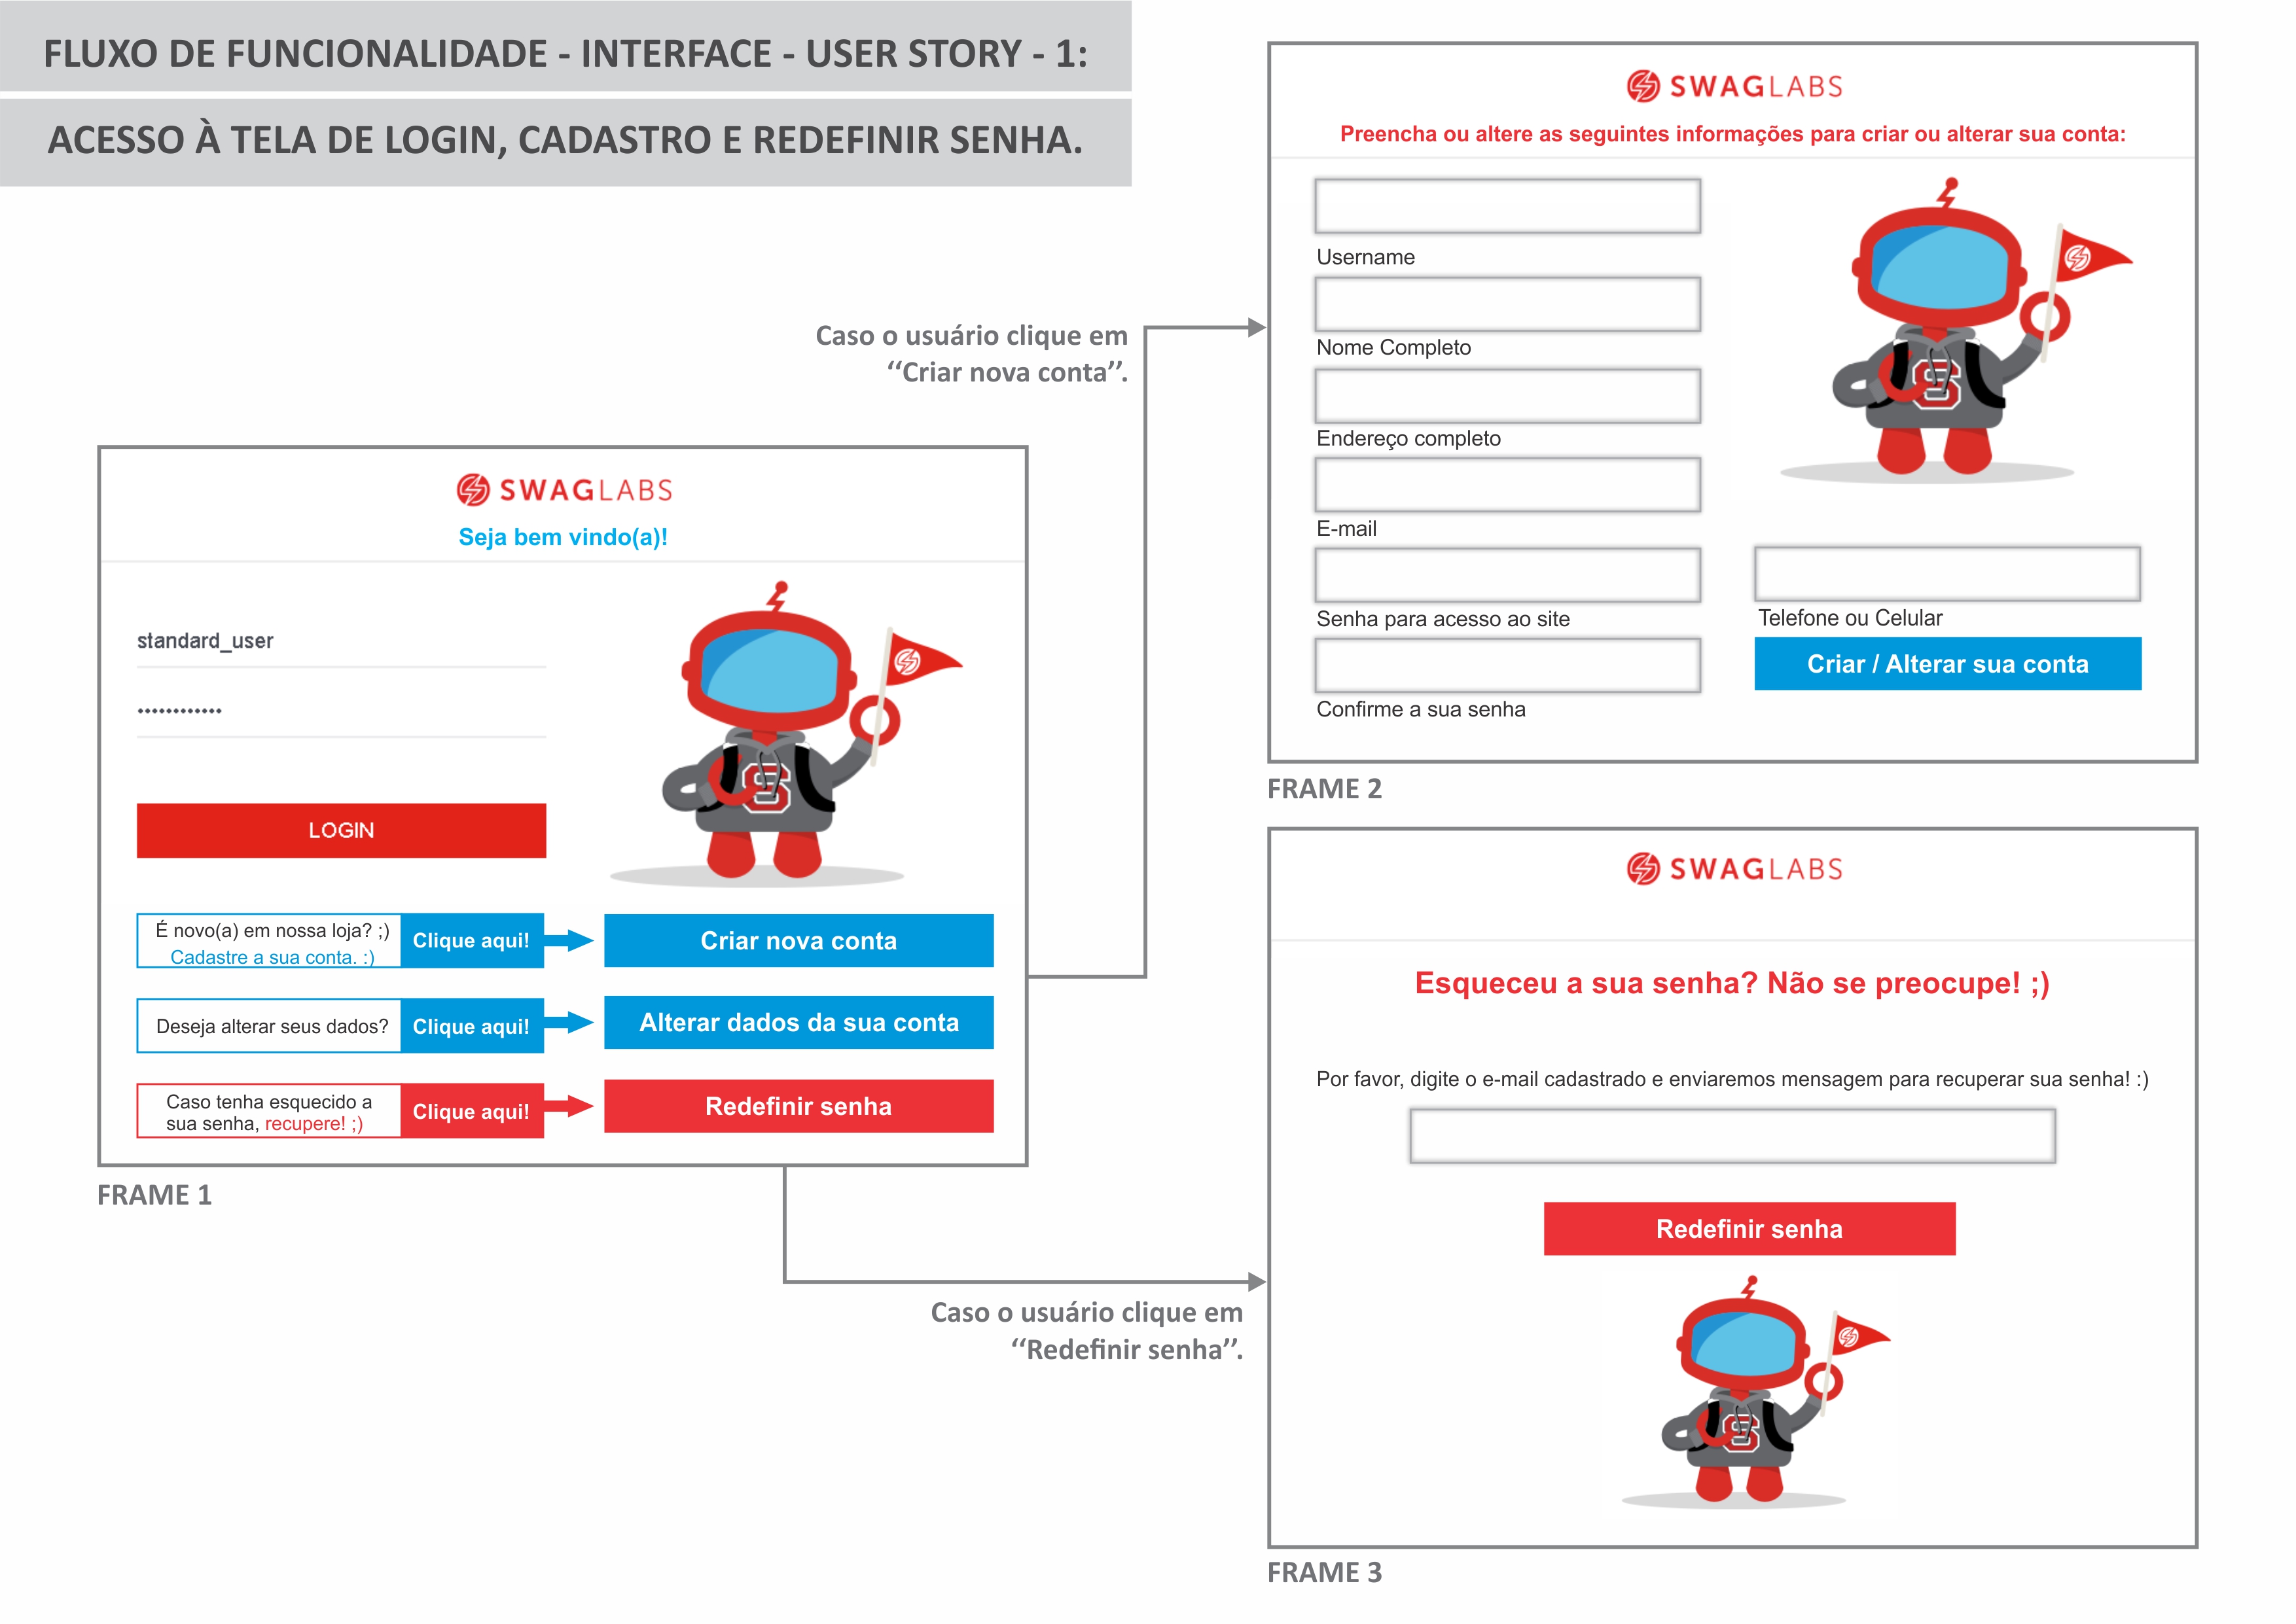 FLUXO DE FUNCIONALIDADE - INTERFACE - USER STORY - 1:
ACESSO À TELA DE LOGIN, CADASTRO E REDEFINIR SENHA.
SWAGLABS
Seja bem vindo(a)!
standard_user
••••••••••••
LOGIN
É novo(a) em nossa loja? ;)
Cadastre a sua conta. :)
Clique aqui!
Criar nova conta
Deseja alterar seus dados?
Clique aqui!
Alterar dados da sua conta
Caso tenha esquecido a
sua senha, recupere! ;)
Clique aqui!
Redefinir senha
FRAME 1
Caso o usuário clique em
‘‘Criar nova conta’’.
SWAGLABS
Preencha ou altere as seguintes informações para criar ou alterar sua conta:
Username
Nome Completo
Endereço completo
E-mail
Senha para acesso ao site
Confirme a sua senha
S
Telefone ou Celular
Criar / Alterar sua conta
FRAME 2
Caso o usuário clique em
‘‘Redefinir senha’’.
SWAGLABS
Esqueceu a sua senha? Não se preocupe! ;)
Por favor, digite o e-mail cadastrado e enviaremos mensagem para recuperar sua senha! :)
Redefinir senha
S
FRAME 3